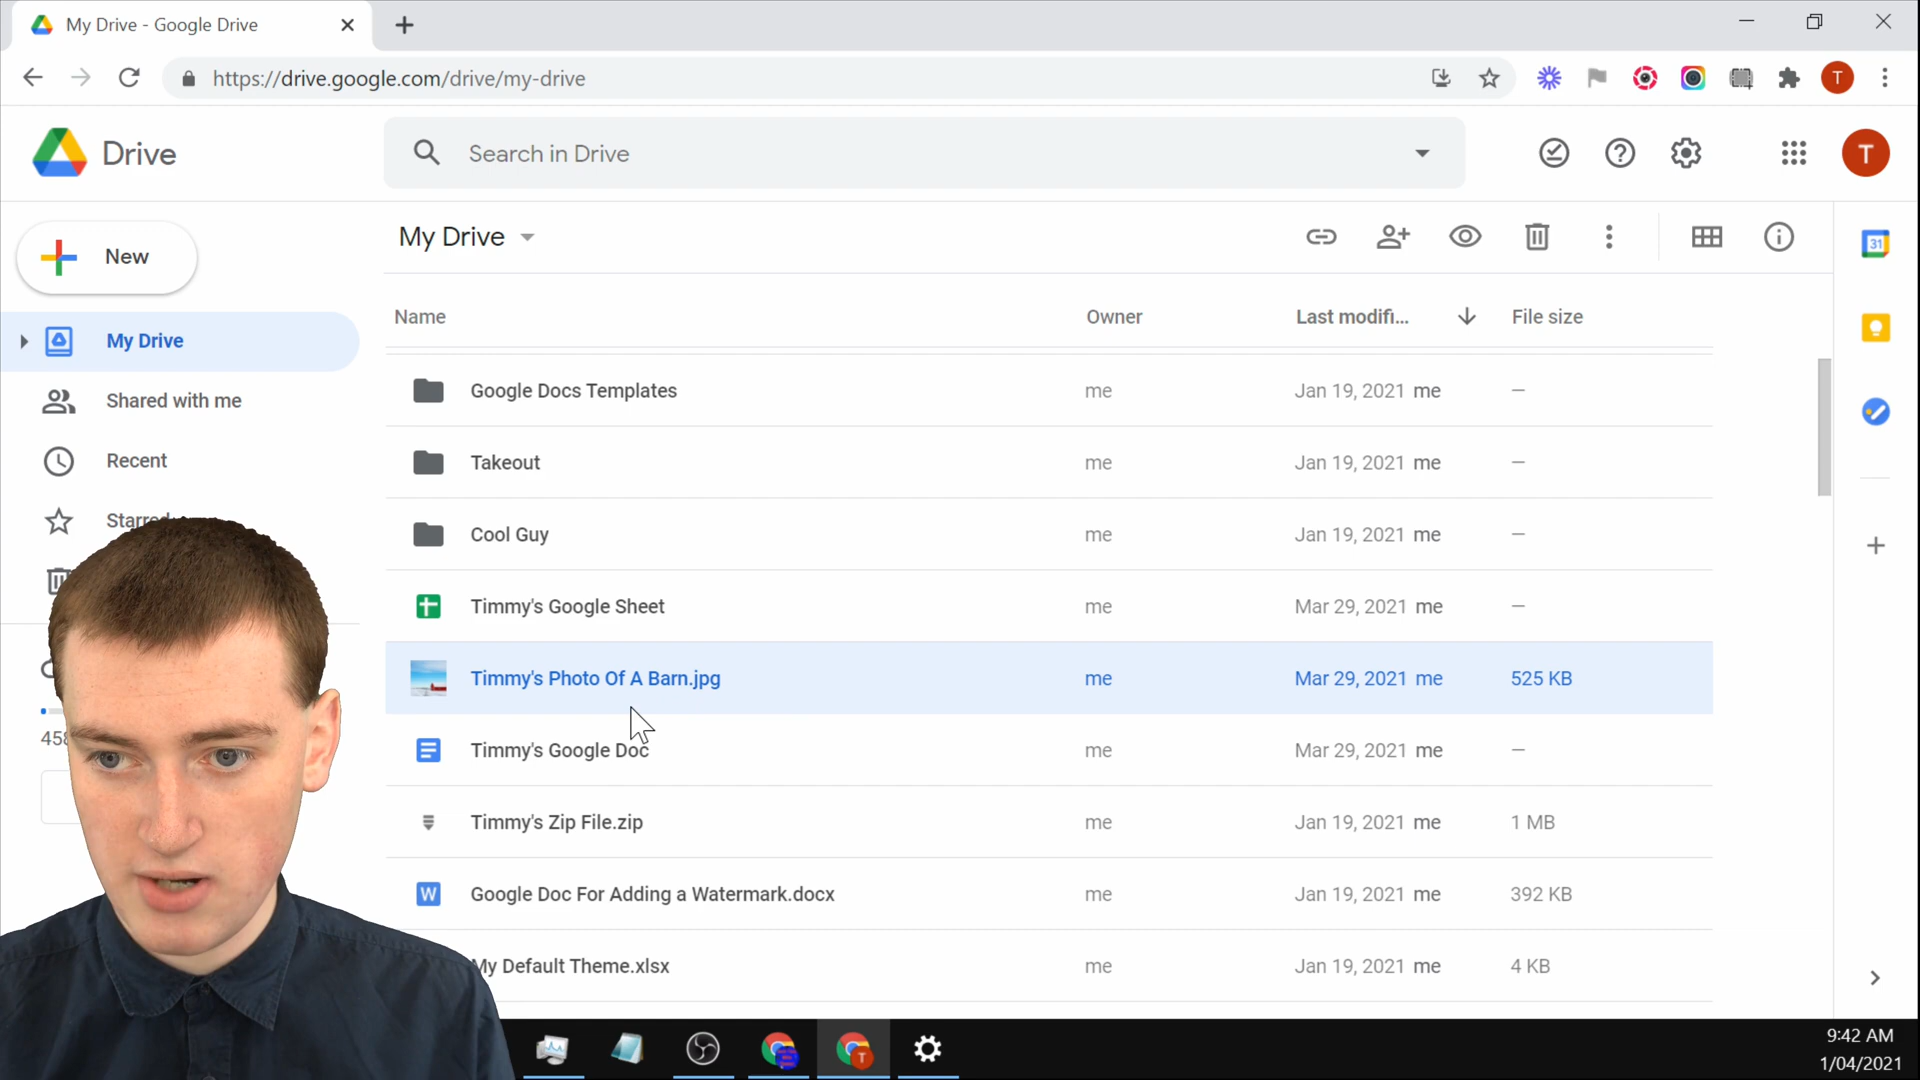 My Drive - Google Drive
https://drive.google.com/drive/my-drive
T
Drive
Search in Drive
T
New
My Drive
31
Name
Owner
Last modifi...
File size
My Drive
Shared with me
Recent
Starred
Google Docs Templates me Jan 19, 2021 me –
Takeout me Jan 19, 2021 me –
Cool Guy me Jan 19, 2021 me –
Timmy's Google Sheet me Mar 29, 2021 me –
Timmy's Photo Of A Barn.jpg me Mar 29, 2021 me 525 KB
Timmy's Google Doc me Mar 29, 2021 me –
Timmy's Zip File.zip me Jan 19, 2021 me 1 MB
W Google Doc For Adding a Watermark.docx me Jan 19, 2021 me 392 KB
My Default Theme.xlsx me Jan 19, 2021 me 4 KB
T
9:42 AM
1/04/2021